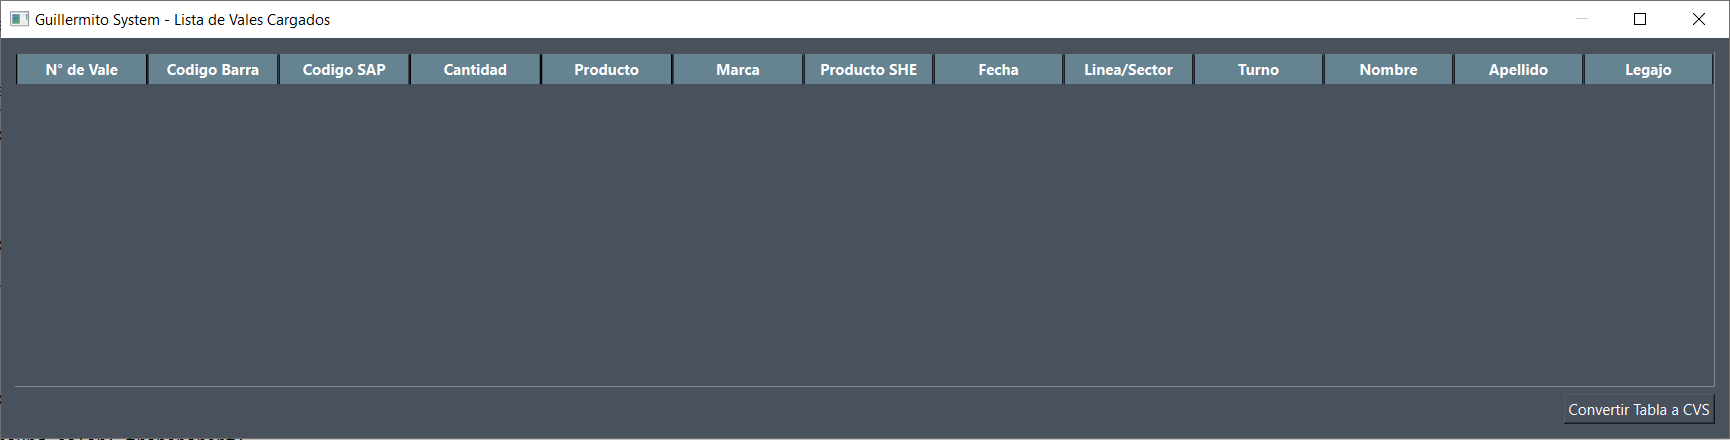 Guillermito System - Lista de Vales Cargados
N° de Vale Codigo Barra Codigo SAP Cantidad Producto Marca Producto SHE Fecha Linea/Sector Turno Nombre Apellido Legajo
Convertir Tabla a CVS